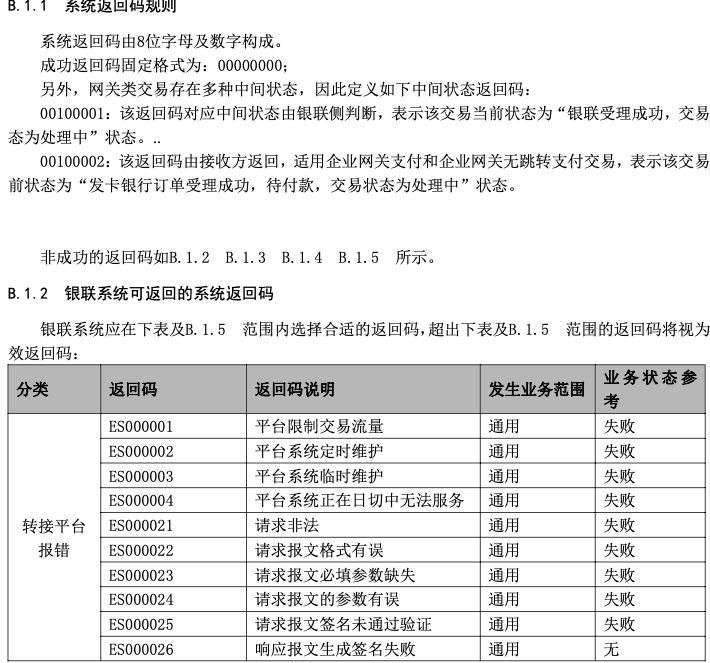 B.1.1 系统返回码规则
系统返回码由8位字母及数字构成。
成功返回码固定格式为：00000000；
另外，网关类交易存在多种中间状态，因此定义如下中间状态返回码：
00100001：该返回码对应中间状态由银联侧判断，表示该交易当前状态为“银联受理成功，交易
态为处理中”状态。..
00100002：该返回码由接收方返回，适用企业网关支付和企业网关无跳转支付交易，表示该交易
前状态为“发卡银行订单受理成功，待付款，交易状态为处理中”状态。
非成功的返回码如B.1.2 B.1.3 B.1.4 B.1.5 所示。
B.1.2 银联系统可返回的系统返回码
银联系统应在下表及B.1.5 范围内选择合适的返回码,超出下表及B.1.5 范围的返回码将视为
效返回码：
分类 返回码 返回码说明 发生业务范围 业务状态参
考
ES000001 平台限制交易流量 通用 失败
ES000002 平台系统定时维护 通用 失败
ES000003 平台系统临时维护 通用 失败
ES000004 平台系统正在日切中无法服务 通用 失败
转接平台 ES000021 请求非法 通用 失败
报错 ES000022 请求报文格式有误 通用 失败
ES000023 请求报文必填参数缺失 通用 失败
ES000024 请求报文的参数有误 通用 失败
ES000025 请求报文签名未通过验证 通用 失败
ES000026 响应报文生成签名失败 通用 无